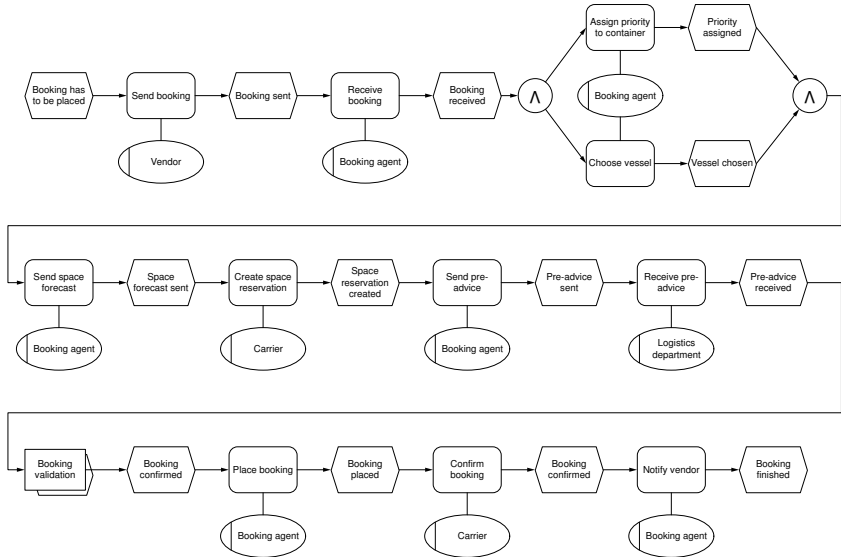 Assign priority
to container
Priority
assigned
Booking has
to be placed
Send booking
Booking sent
Receive
booking
Booking
received
Λ
Booking agent
Λ
Vendor
Booking agent
Choose vessel
Vessel chosen
Send space
forecast
Space
forecast sent
Create space
reservation
Space
reservation
created
Send pre-
advice
Pre-advice
sent
Receive pre-
advice
Pre-advice
received
Booking agent
Carrier
Booking agent
Logistics
department
Booking
validation
Booking
confirmed
Place booking
Booking
placed
Confirm
booking
Booking
confirmed
Notify vendor
Booking
finished
Booking agent
Carrier
Booking agent